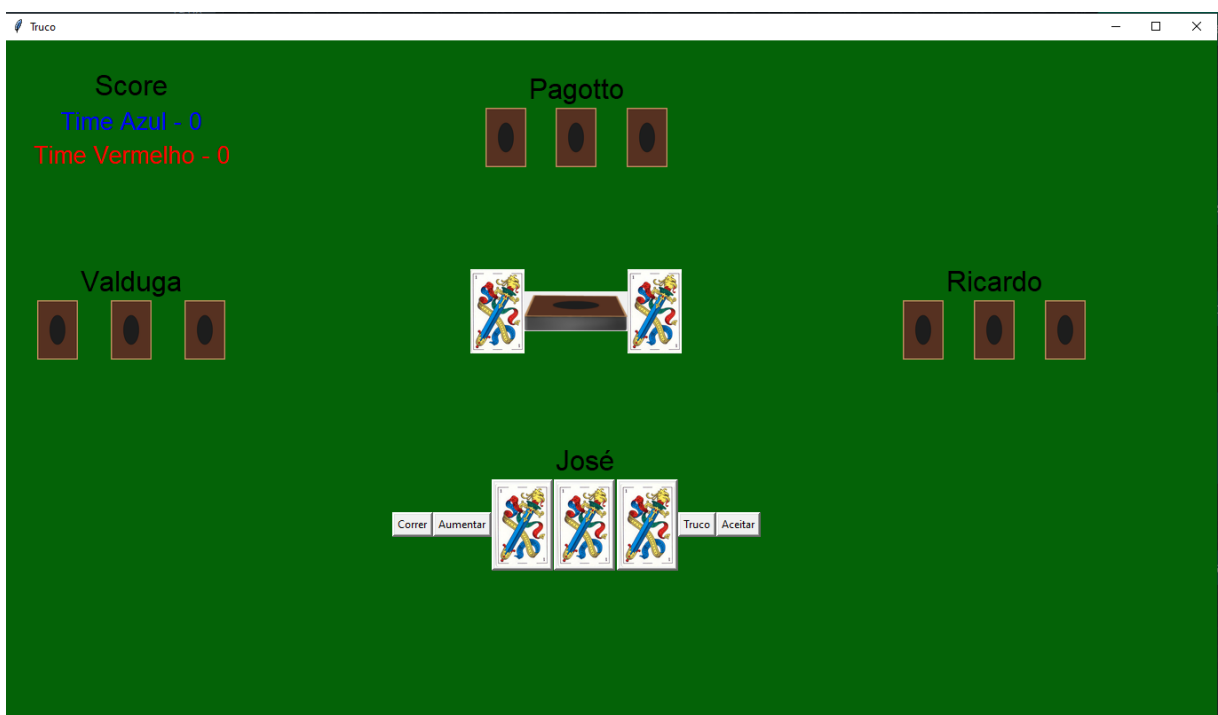 Truco
Score
Time Azul - 0
Time Vermelho - 0
Pagotto
Valduga
Ricardo
José
Correr
Aumentar
Truco
Aceitar